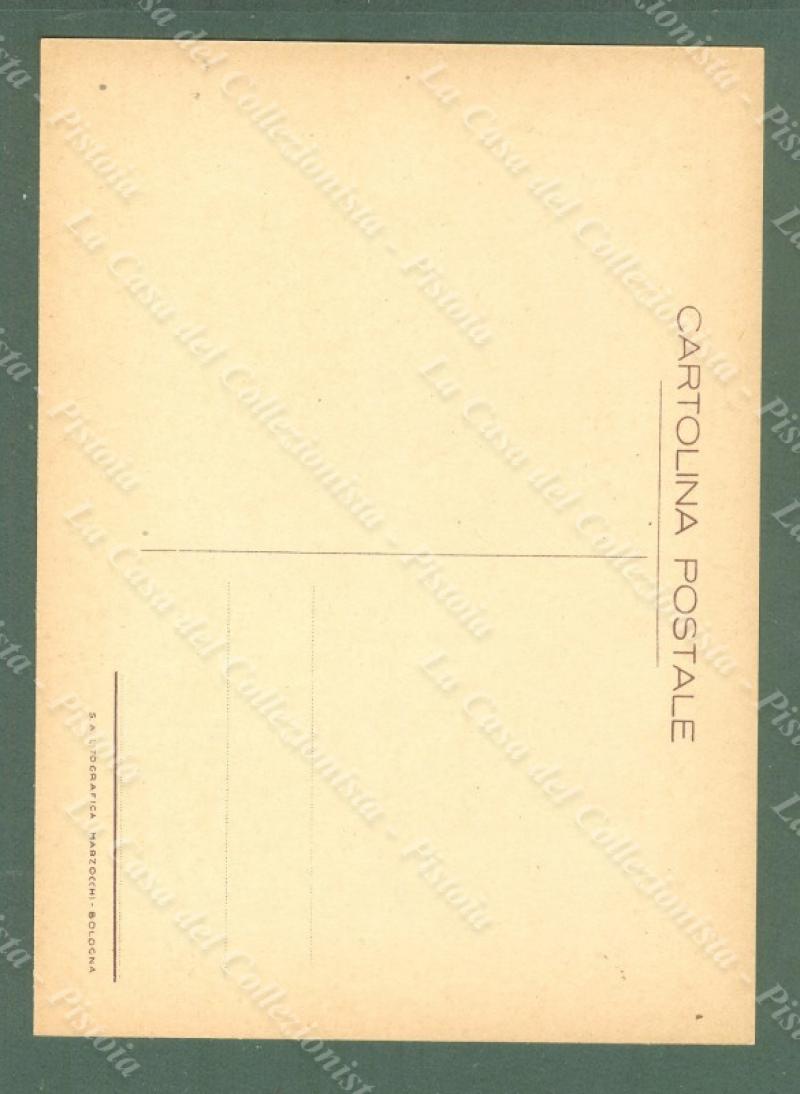 CARTOLINA POSTALE
S. A. LITOGRAFICA MARZOCCHI - BOLOGNA
La Casa del Collezionista - Pistoia